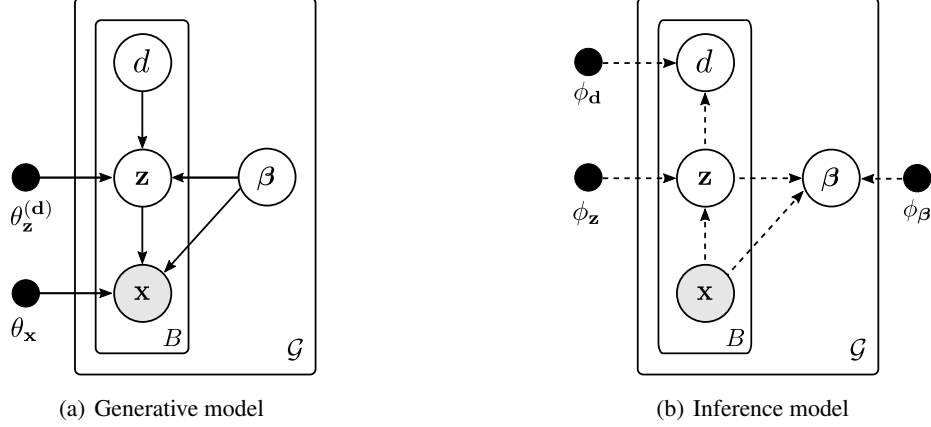 d
z
β
x
θ_z^(d)
θ_x
B
𝒢
(a) Generative model
d
z
β
x
ϕ_d
ϕ_z
ϕ_β
B
𝒢
(b) Inference model